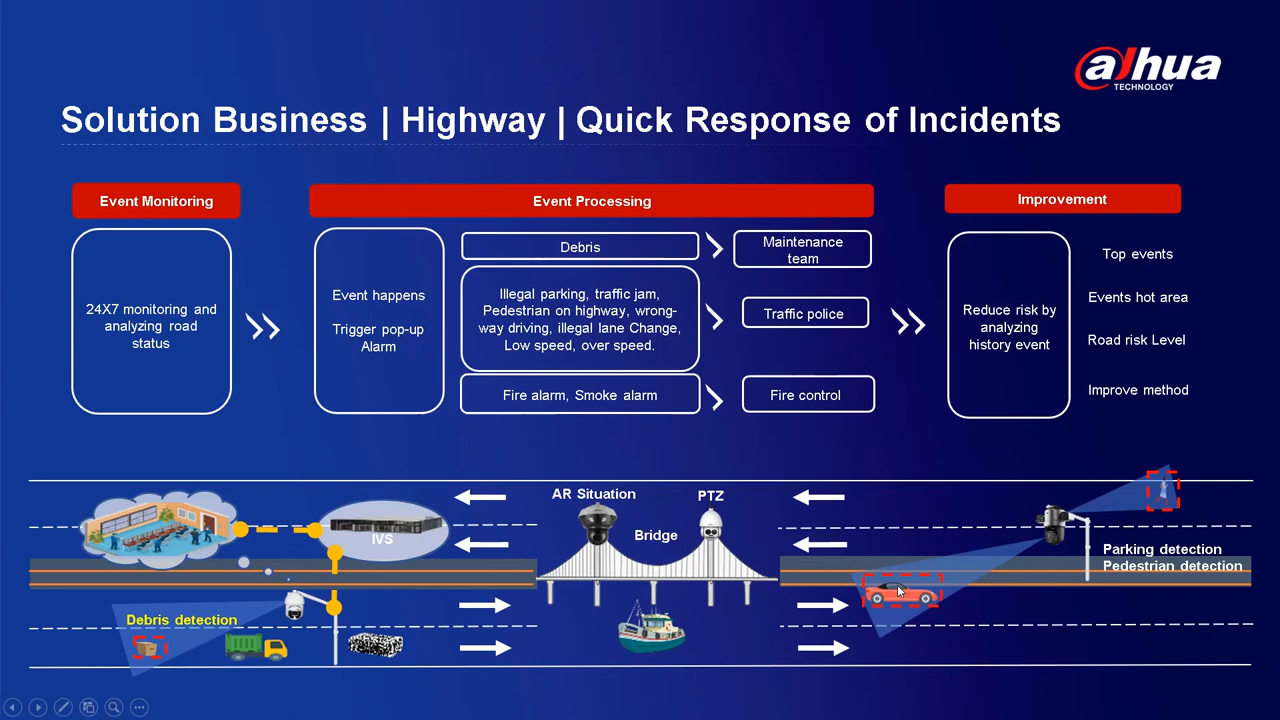 alhua
TECHNOLOGY
Solution Business | Highway | Quick Response of Incidents
Event Monitoring
Event Processing
Improvement
24X7 monitoring and
analyzing road
status
Event happens
Trigger pop-up
Alarm
Debris
Maintenance
team
Illegal parking, traffic jam,
Pedestrian on highway, wrong-
way driving, illegal lane Change,
Low speed, over speed.
Traffic police
Fire alarm, Smoke alarm
Fire control
Reduce risk by
analyzing
history event
Top events
Events hot area
Road risk Level
Improve method
AR Situation
PTZ
Bridge
IVS
Parking detection
Pedestrian detection
Debris detection